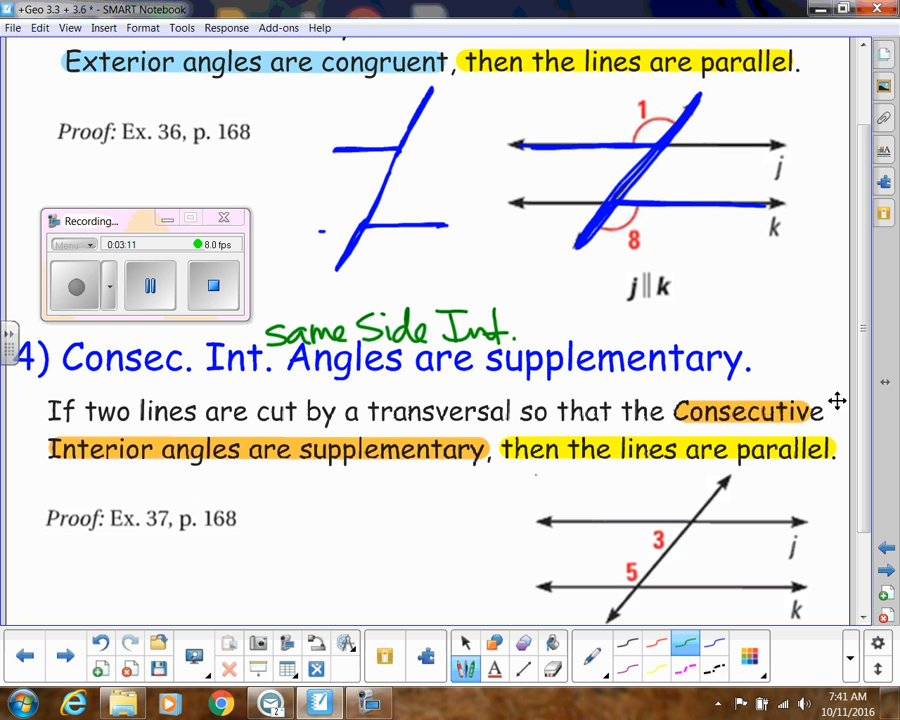 +Geo 3.3 + 3.6 * - SMART Notebook
File Edit View Insert Format Tools Response Add-ons Help
Exterior angles are congruent, then the lines are parallel.
Proof: Ex. 36, p. 168
1
j
k
8
j || k
Recording...
Menu 0:03:11 8.0 fps
same Side Int.
4) Consec. Int. Angles are supplementary.
If two lines are cut by a transversal so that the Consecutive
Interior angles are supplementary, then the lines are parallel.
Proof: Ex. 37, p. 168
3
j
5
k
A
2
7:41 AM
10/11/2016